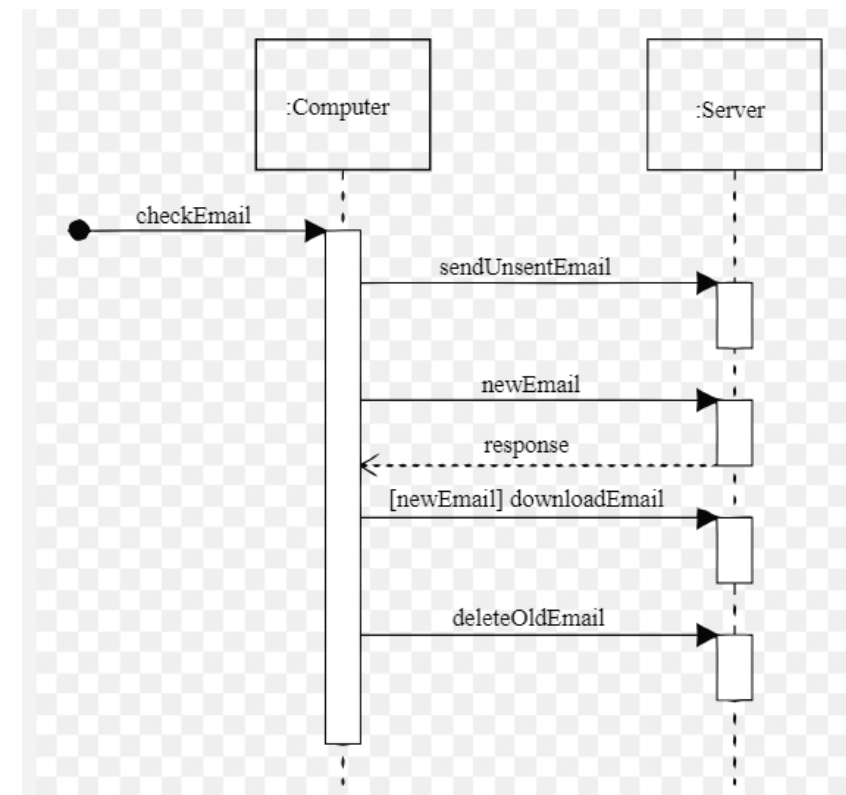 :Computer
:Server
checkEmail
sendUnsentEmail
newEmail
response
[newEmail] downloadEmail
deleteOldEmail